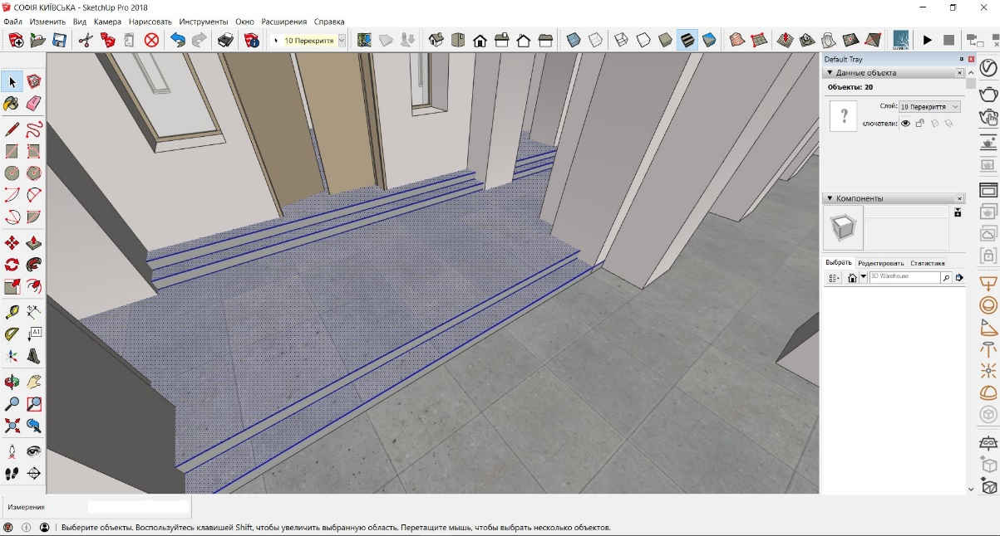 СОФІЯ КИЇВСЬКА - SketchUp Pro 2018
Файл Изменить Вид Камера Нарисовать Инструменты Окно Расширения Справка
10 Перекриття
LUMION
Default Tray
Данные объекта
Объекты: 20
?
Слой: 10 Перекриття
ключатели:
Компоненты
Выбрать Редактировать Статистика
3D Warehouse
A1
Измерения
Выберите объекты. Воспользуйтесь клавишей Shift, чтобы увеличить выбранную область. Перетащите мышь, чтобы выбрать несколько объектов.